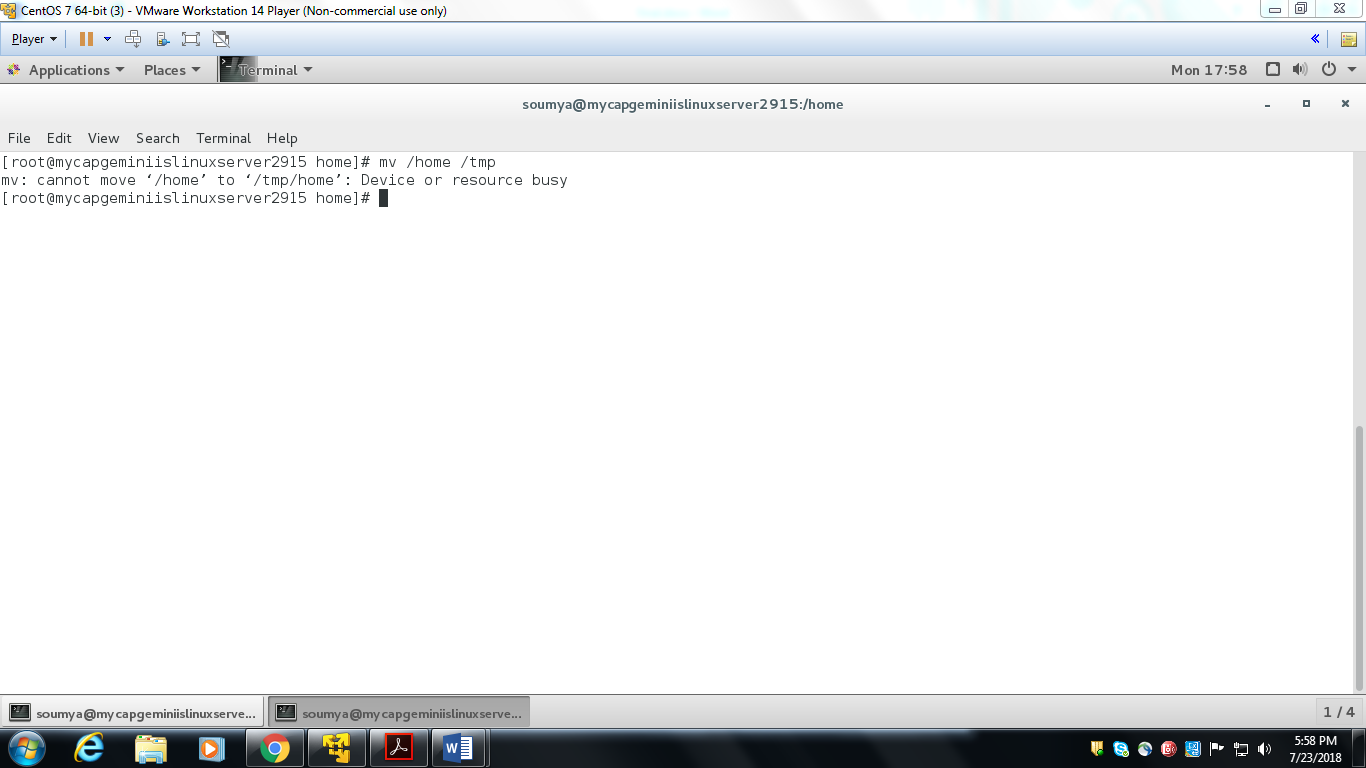 CentOS 7 64-bit (3) - VMware Workstation 14 Player (Non-commercial use only)
Player
Applications Places Terminal Mon 17:58
soumya@mycapgeminiislinuxserver2915:/home
File Edit View Search Terminal Help
[root@mycapgeminiislinuxserver2915 home]# mv /home /tmp
mv: cannot move ‘/home’ to ‘/tmp/home’: Device or resource busy
[root@mycapgeminiislinuxserver2915 home]#
soumya@mycapgeminiislinuxserve... soumya@mycapgeminiislinuxserve... 1 / 4
5:58 PM
7/23/2018